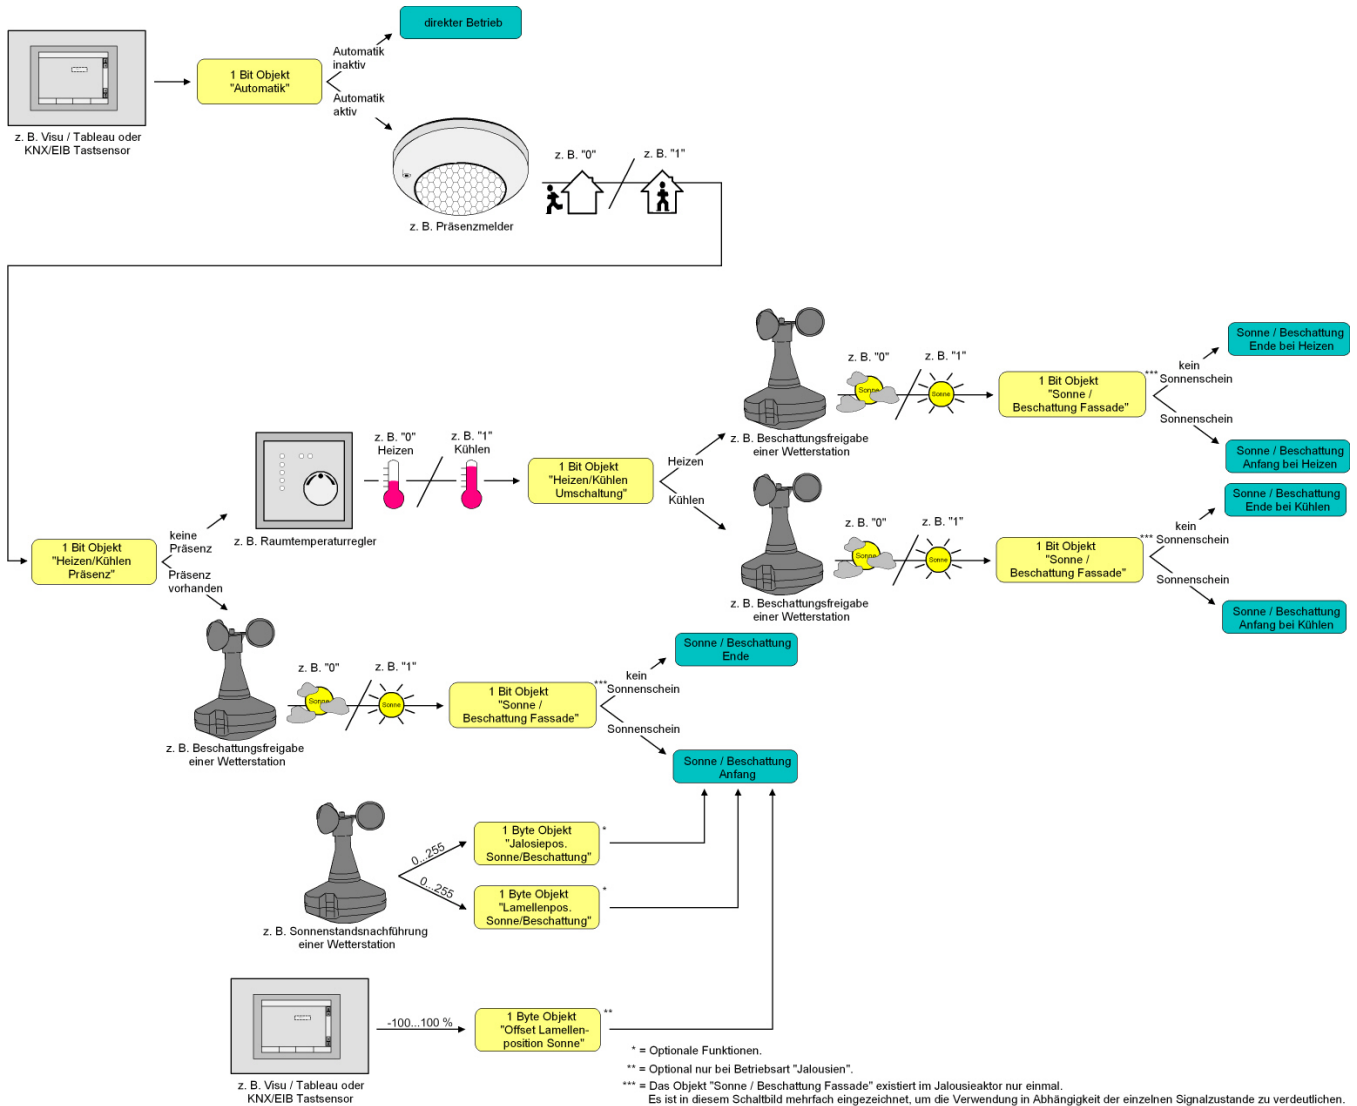 direkter Betrieb
Automatik
inaktiv
1 Bit Objekt
"Automatik"
Automatik
aktiv
z. B. Visu / Tableau oder
KNX/EIB Tastsensor
z. B. "0"
z. B. "1"
z. B. Präsenzmelder
z. B. "0"
z. B. "1"
Sonne
Sonne
z. B. Beschattungsfreigabe
einer Wetterstation
1 Bit Objekt
"Sonne /
Beschattung Fassade"
***
kein
Sonnenschein
Sonnenschein
Sonne / Beschattung
Ende bei Heizen
Sonne / Beschattung
Anfang bei Heizen
z. B. "0"
Heizen
z. B. "1"
Kühlen
z. B. Raumtemperaturregler
1 Bit Objekt
"Heizen/Kühlen
Umschaltung"
Heizen
Kühlen
z. B. "0"
z. B. "1"
Sonne
Sonne
z. B. Beschattungsfreigabe
einer Wetterstation
1 Bit Objekt
"Sonne /
Beschattung Fassade"
***
kein
Sonnenschein
Sonnenschein
Sonne / Beschattung
Ende bei Kühlen
Sonne / Beschattung
Anfang bei Kühlen
1 Bit Objekt
"Heizen/Kühlen
Präsenz"
keine
Präsenz
Präsenz
vorhanden
z. B. "0"
z. B. "1"
Sonne
Sonne
z. B. Beschattungsfreigabe
einer Wetterstation
1 Bit Objekt
"Sonne /
Beschattung Fassade"
***
kein
Sonnenschein
Sonnenschein
Sonne / Beschattung
Ende
Sonne / Beschattung
Anfang
z. B. Sonnenstandsnachführung
einer Wetterstation
0...255
0...255
1 Byte Objekt
"Jalosiepos.
Sonne/Beschattung"
*
1 Byte Objekt
"Lamellenpos.
Sonne/Beschattung"
*
z. B. Visu / Tableau oder
KNX/EIB Tastsensor
-100...100 %
1 Byte Objekt
"Offset Lamellen-
position Sonne"
**
* = Optionale Funktionen.
** = Optional nur bei Betriebsart "Jalousien".
*** = Das Objekt "Sonne / Beschattung Fassade" existiert im Jalousieaktor nur einmal.
Es ist in diesem Schaltbild mehrfach eingezeichnet, um die Verwendung in Abhängigkeit der einzelnen Signalzustande zu verdeutlichen.